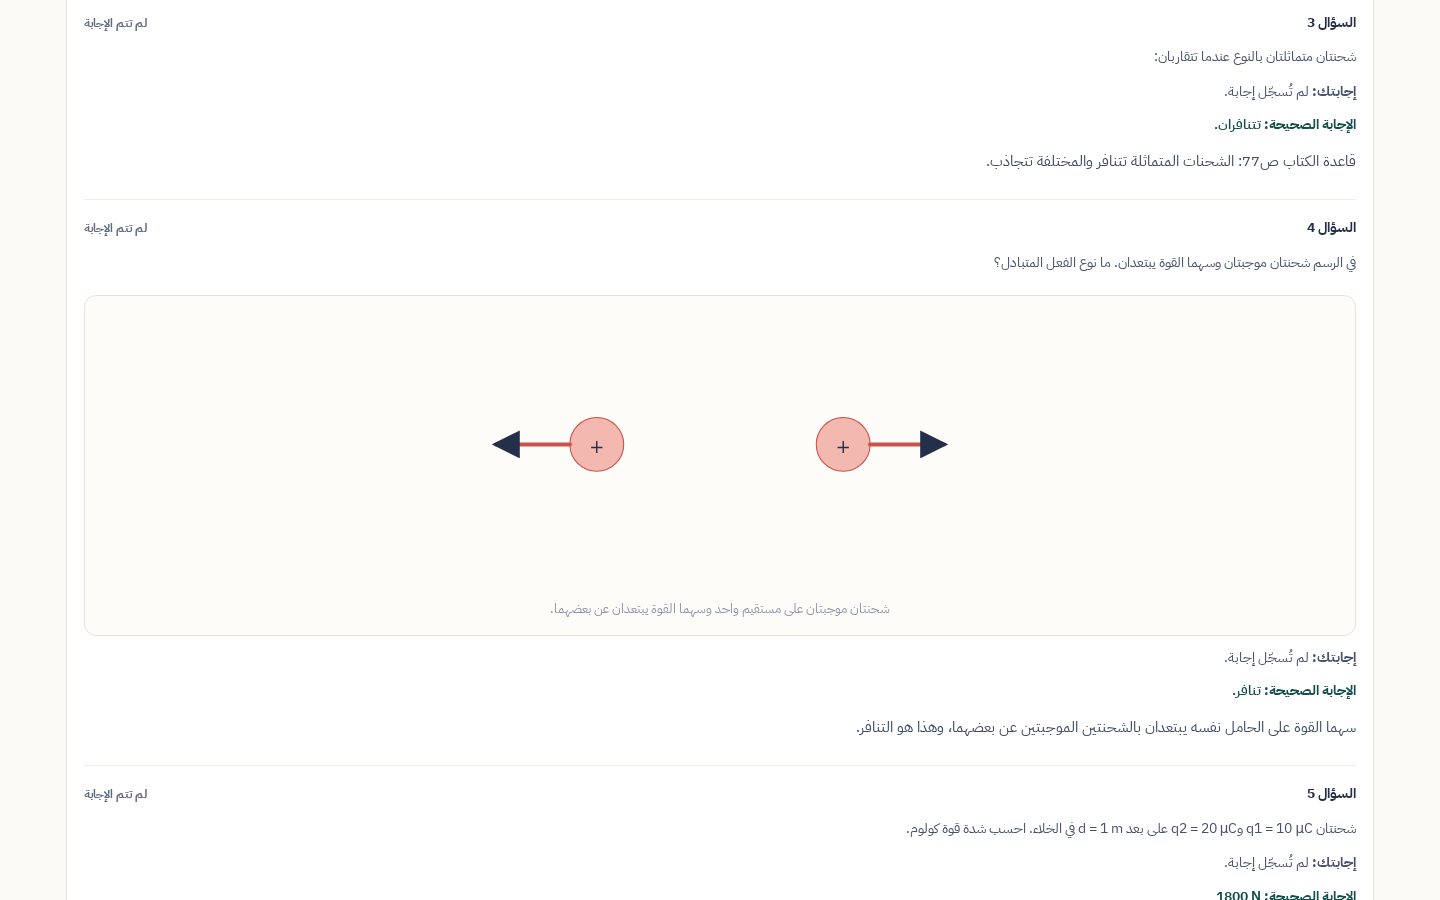 السؤال 3
لم تتم الإجابة
شحنتان متماثلتان بالنوع عندما تتقاربان:
إجابتك: لم تُسجّل إجابة.
الإجابة الصحيحة: تتنافران.
قاعدة الكتاب ص77: الشحنات المتماثلة تتنافر والمختلفة تتجاذب.
السؤال 4
لم تتم الإجابة
في الرسم شحنتان موجبتان وسهما القوة يبتعدان. ما نوع الفعل المتبادل؟
+ +
شحنتان موجبتان على مستقيم واحد وسهما القوة يبتعدان عن بعضهما.
إجابتك: لم تُسجّل إجابة.
الإجابة الصحيحة: تنافر.
سهما القوة على الحامل نفسه يبتعدان بالشحنتين الموجبتين عن بعضهما، وهذا هو التنافر.
السؤال 5
لم تتم الإجابة
شحنتان q1 = 10 µC وq2 = 20 µC على بعد d = 1 m في الخلاء. احسب شدة قوة كولوم.
إجابتك: لم تُسجّل إجابة.
الإجابة الصحيحة: 1800 N